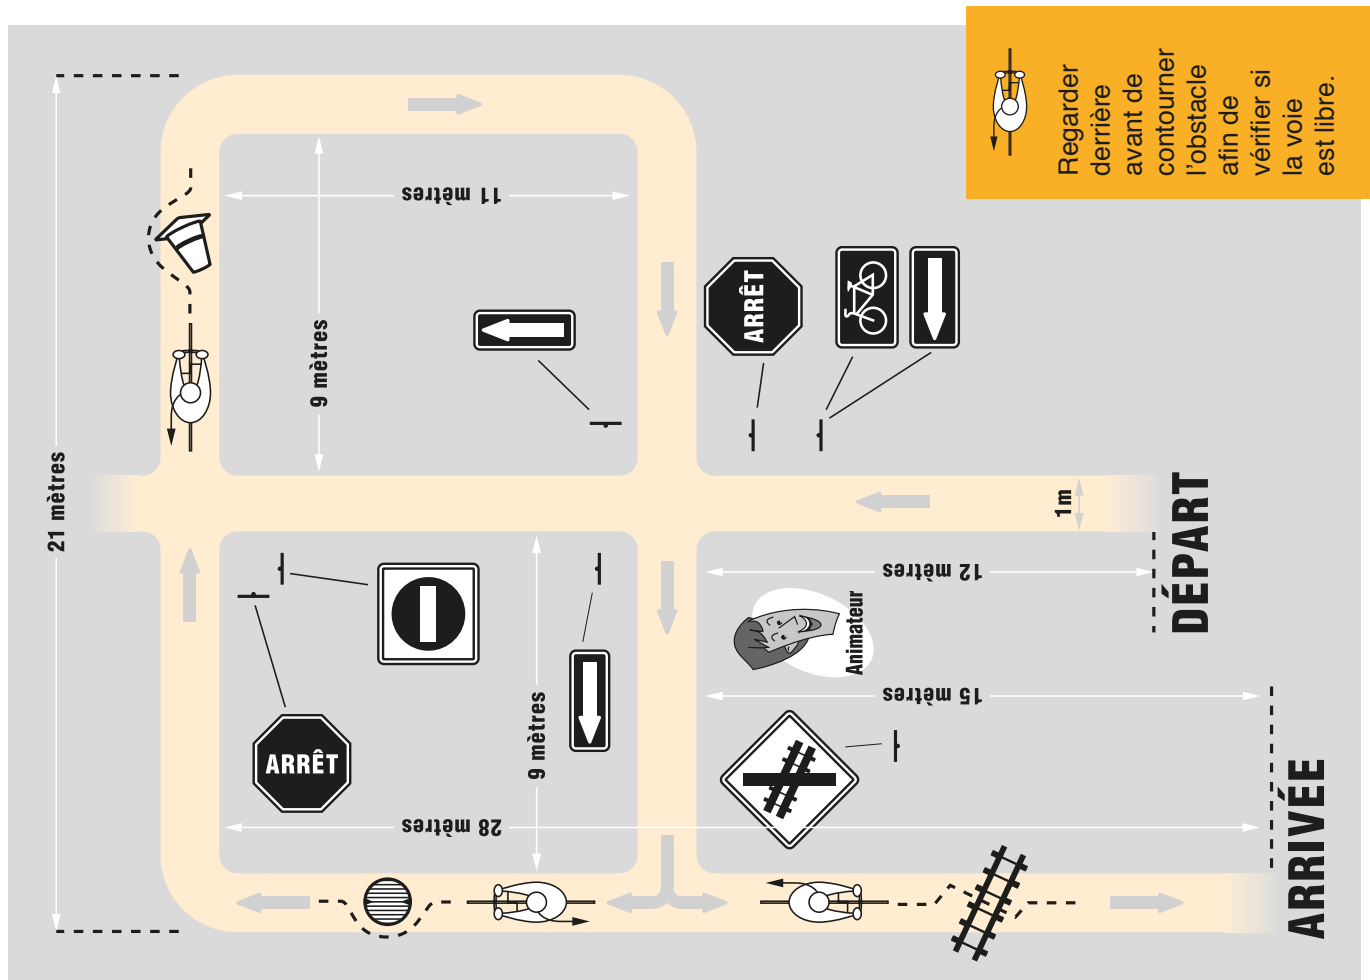 21 mètres
11 mètres
9 mètres
ARRÊT
Regarder
derrière
avant de
contourner
l'obstacle
afin de
vérifier si
la voie
est libre.
1m
DÉPART
12 mètres
Animateur
15 mètres
9 mètres
ARRÊT
28 mètres
ARRIVÉE